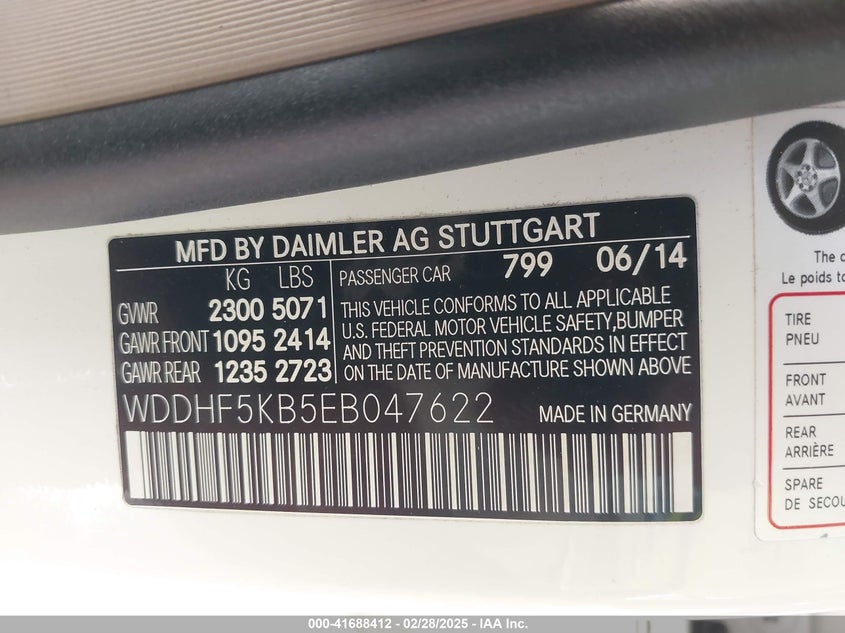 MFD BY DAIMLER AG STUTTGART
KG LBS
GVWR 2300 5071
GAWR FRONT 1095 2414
GAWR REAR 1235 2723
PASSENGER CAR 799 06/14
THIS VEHICLE CONFORMS TO ALL APPLICABLE
U.S. FEDERAL MOTOR VEHICLE SAFETY,BUMPER
AND THEFT PREVENTION STANDARDS IN EFFECT
ON THE DATE OF MANUFACTURE SHOWN ABOVE
WDDHF5KB5EB047622 MADE IN GERMANY
The
Le poids
TIRE
PNEU
FRONT
AVANT
REAR
ARRIÈRE
SPARE
DE
000-41688412 - 02/28/2025 - IAA Inc.